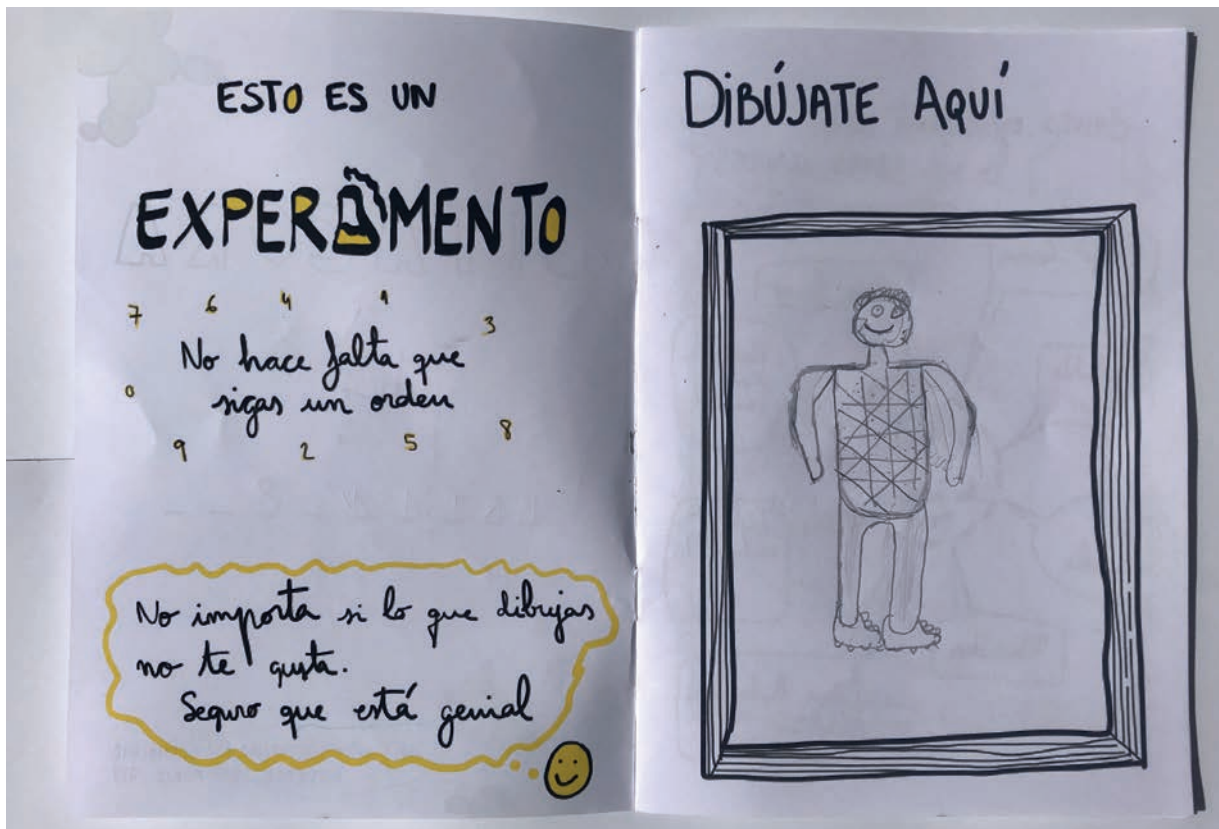 ESTO ES UN
EXPERIMENTO
7 6 4 1 3
No hace falta que
sigas un orden
0 9 2 5 8
No importa si lo que dibujas
no te gusta.
Seguro que está genial
DIBÚJATE AQUÍ